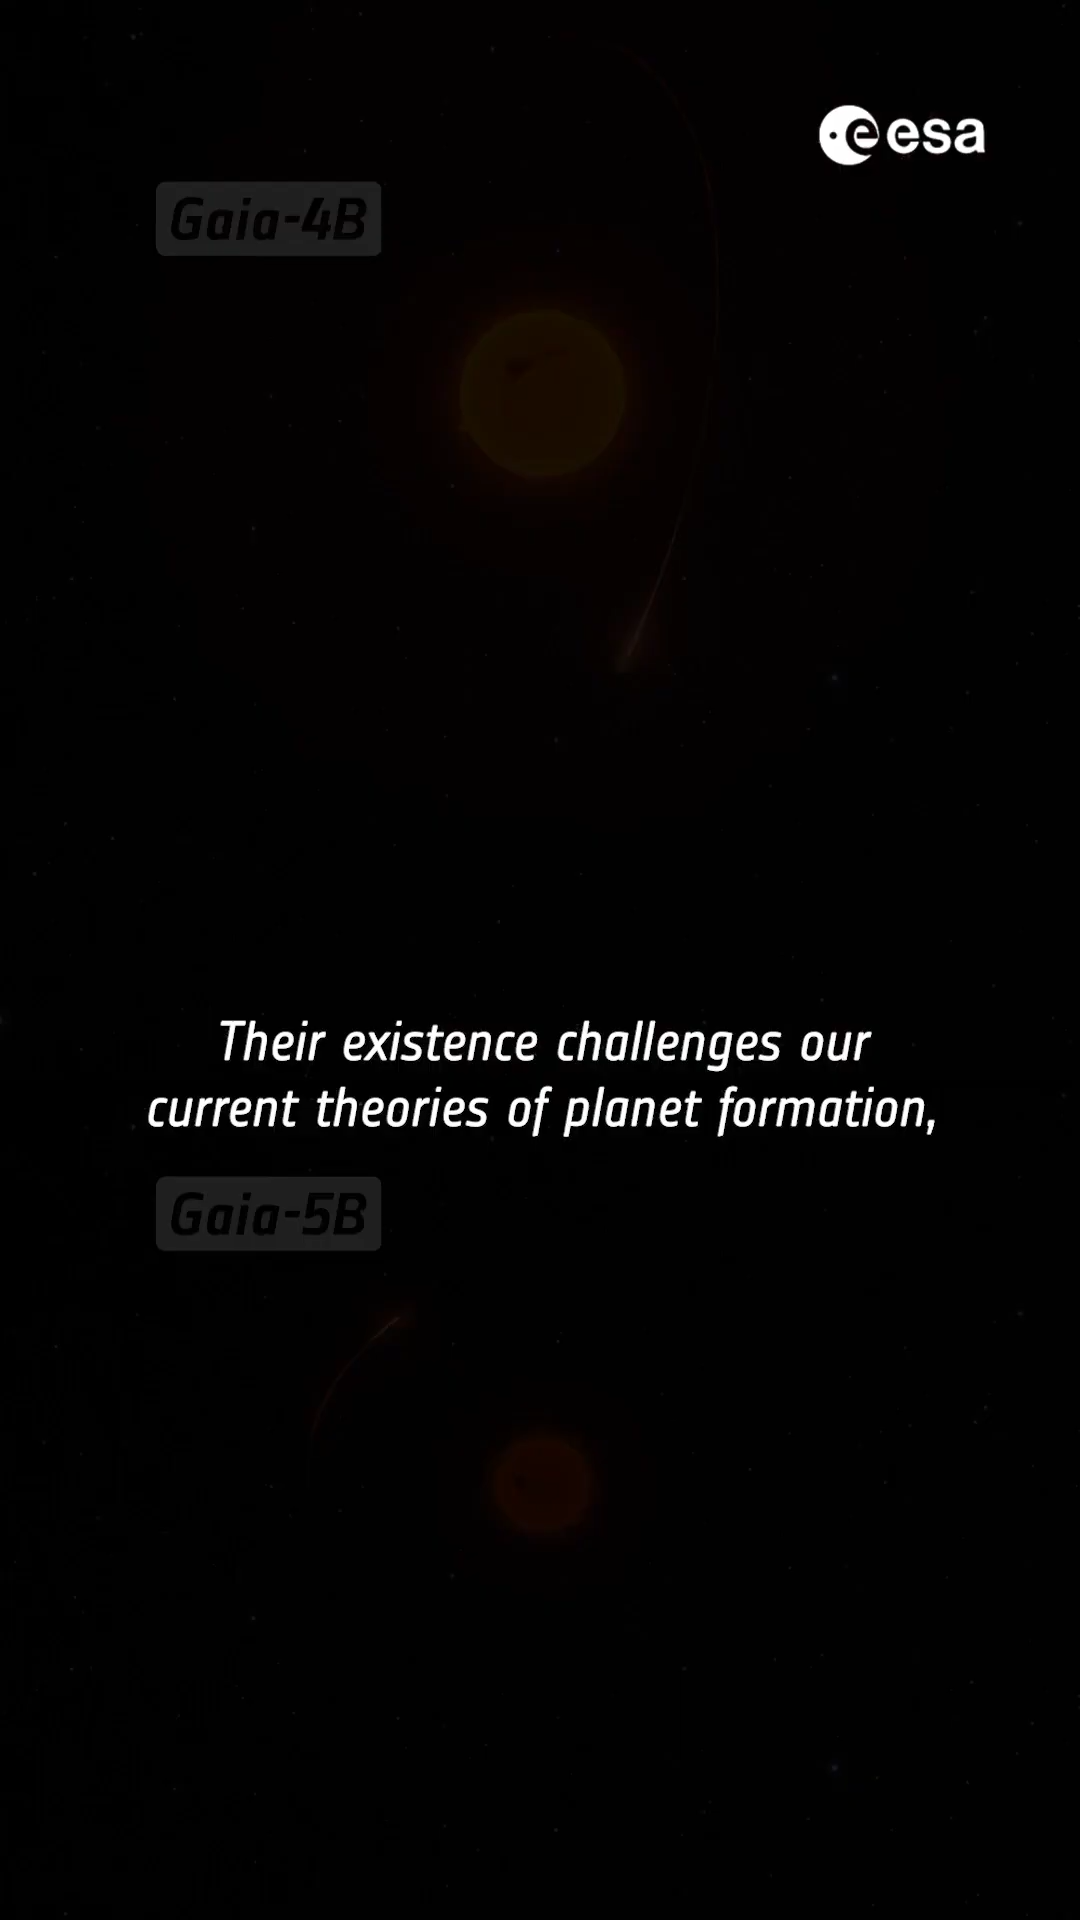 esa
Gaia-4B
Their existence challenges our
current theories of planet formation,
Gaia-5B